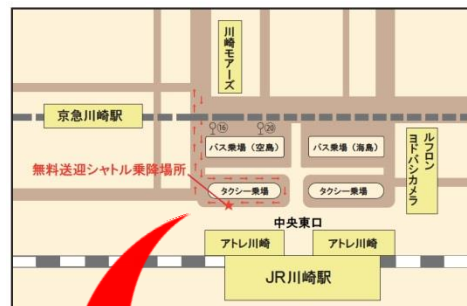 川崎モアーズ
京急川崎駅
⑯
⑳
バス乗場（空島）
バス乗場（海島）
ルフロン
ヨドバシカメラ
無料送迎シャトル乗降場所
タクシー乗場
タクシー乗場
中央東口
アトレ川崎
アトレ川崎
JR川崎駅